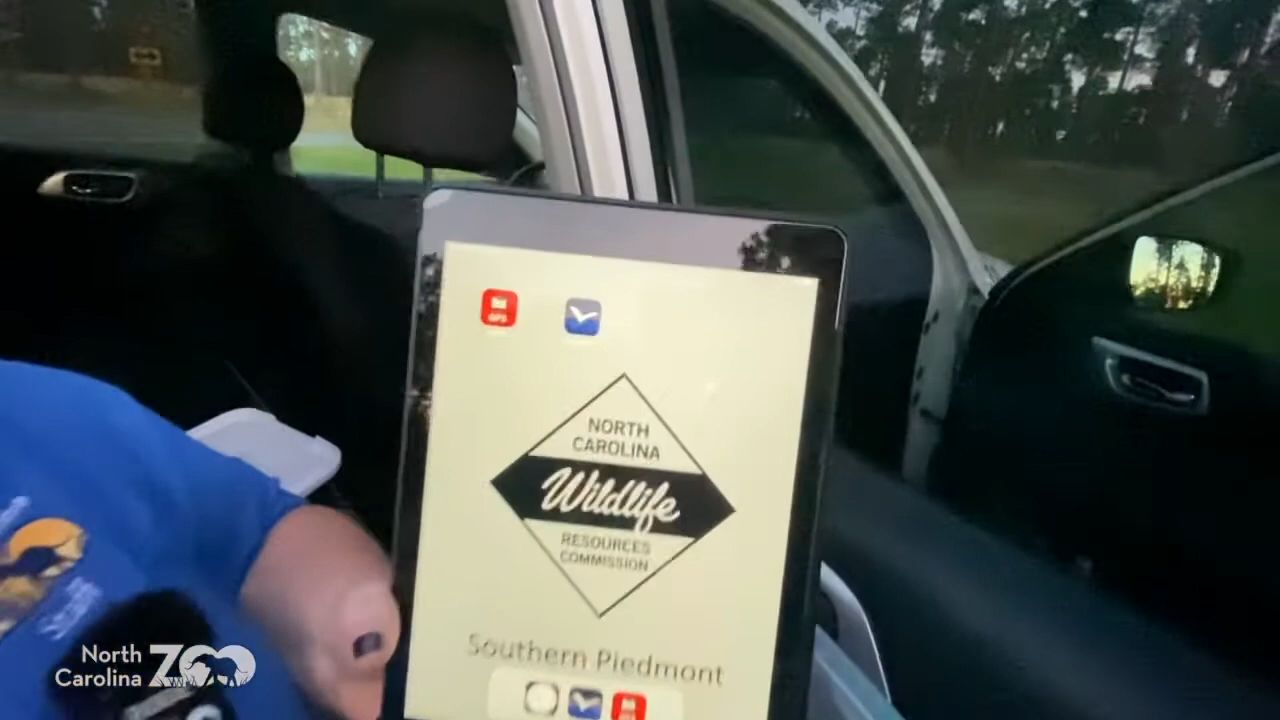 GPS
NORTH
CAROLINA
Wildlife
RESOURCES
COMMISSION
Southern Piedmont
North
Carolina ZOO